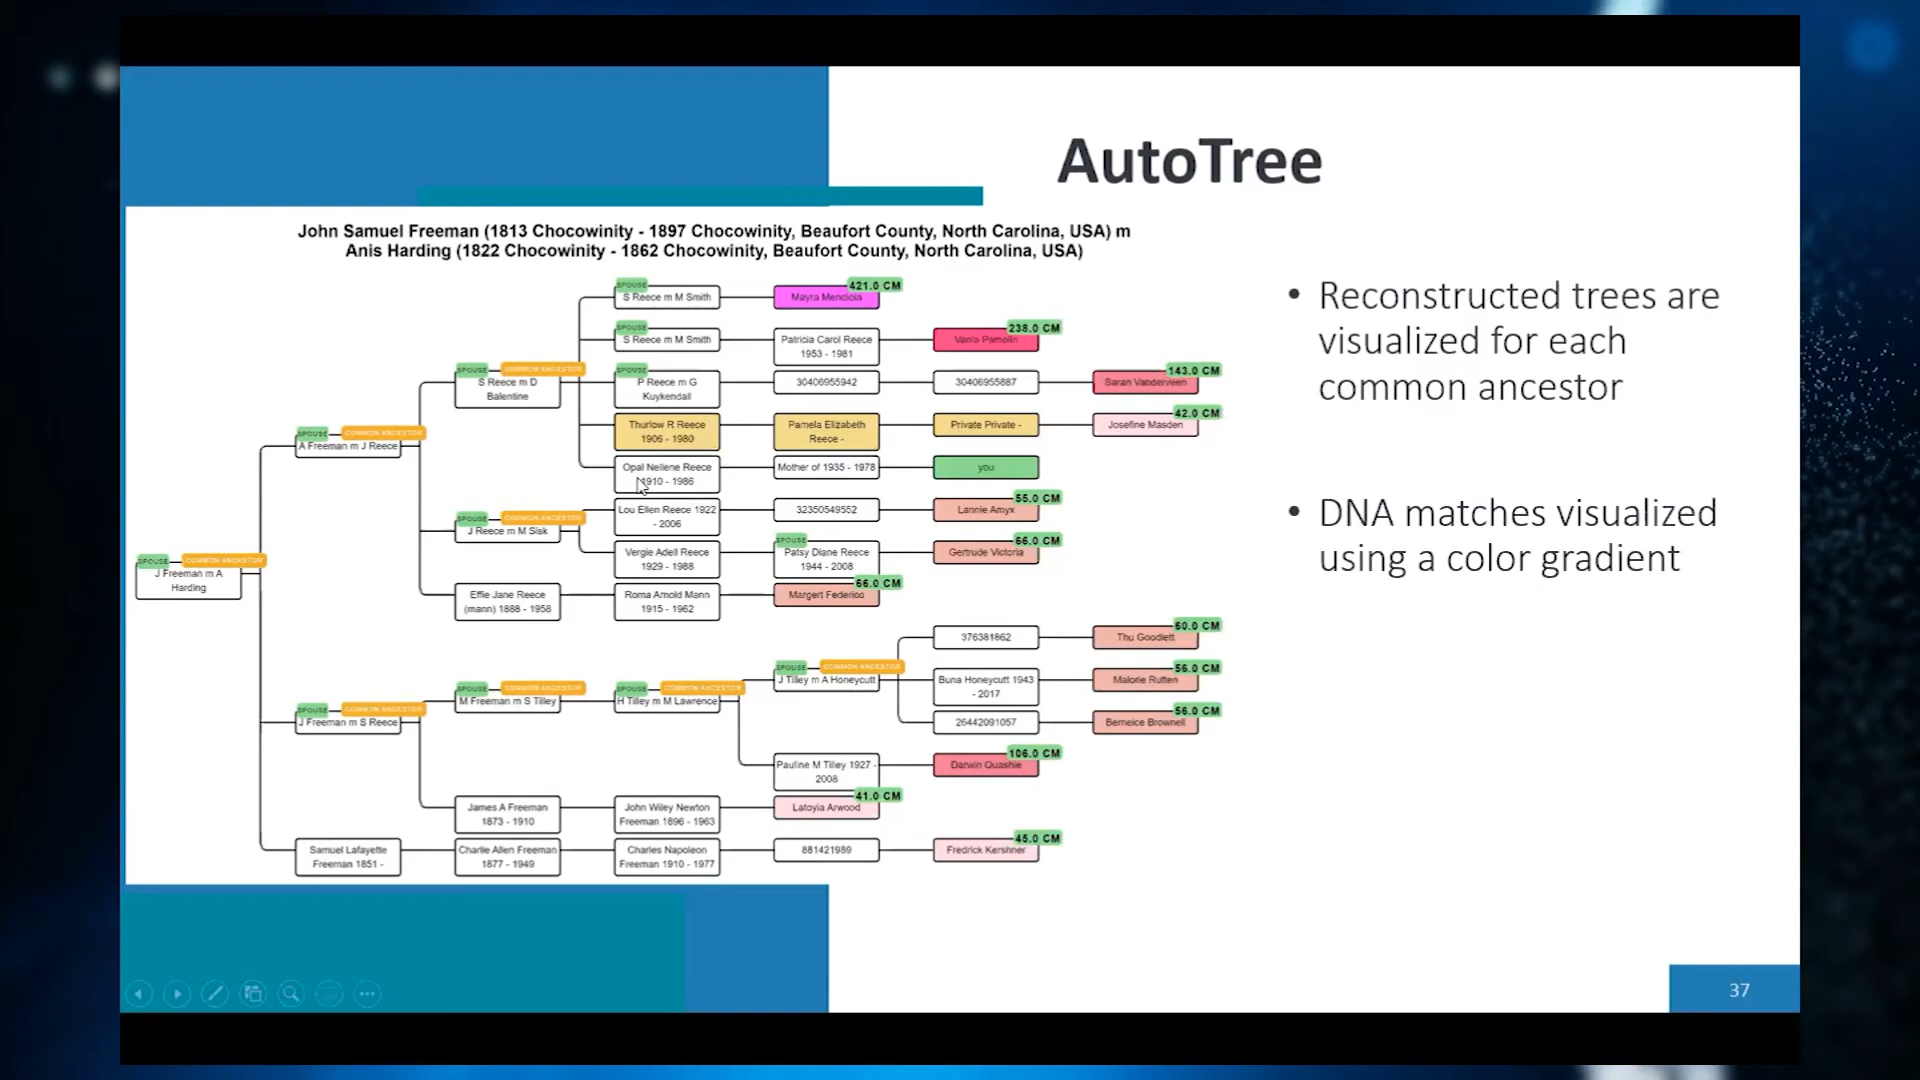 AutoTree
John Samuel Freeman (1813 Chocowinity - 1897 Chocowinity, Beaufort County, North Carolina, USA) m
Anis Harding (1822 Chocowinity - 1862 Chocowinity, Beaufort County, North Carolina, USA)
SPOUSE
S Reece m M Smith
421.0 CM
Mayra Mendiola
SPOUSE
S Reece m M Smith
Patricia Carol Reece
1953 - 1981
238.0 CM
Vania Pamplin
SPOUSE COMMON ANCESTOR
S Reece m D
Balentine
SPOUSE
P Reece m G
Kuykendall
30406955942
30406955887
143.0 CM
Saran Vanderveen
Thurlow R Reece
1906 - 1980
Pamela Elizabeth
Reece -
Private Private -
42.0 CM
Josefine Masden
SPOUSE COMMON ANCESTOR
A Freeman m J Reece
Opal Nellene Reece
1910 - 1986
Mother of 1935 - 1978
you
Lou Ellen Reece 1922
- 2006
32350549552
55.0 CM
Lannie Amyx
SPOUSE COMMON ANCESTOR
J Reece m M Sisk
Vergie Adell Reece
1929 - 1988
SPOUSE
Patsy Diane Reece
1944 - 2008
66.0 CM
Gertrude Victoria
SPOUSE COMMON ANCESTOR
J Freeman m A
Harding
Effie Jane Reece
(mann) 1888 - 1958
Roma Arnold Mann
1915 - 1962
66.0 CM
Margert Federico
376381862
60.0 CM
Thu Goodlett
SPOUSE COMMON ANCESTOR
J Tilley m A Honeycutt
Buna Honeycutt 1943
- 2017
56.0 CM
Malorie Rutten
SPOUSE COMMON ANCESTOR
M Freeman m S Tilley
SPOUSE COMMON ANCESTOR
H Tilley m M Lawrence
26442091057
56.0 CM
Berneice Brownell
SPOUSE COMMON ANCESTOR
J Freeman m S Reece
Pauline M Tilley 1927 -
2008
106.0 CM
Darwin Quashie
James A Freeman
1873 - 1910
John Wiley Newton
Freeman 1896 - 1963
41.0 CM
Latoyia Arwood
Samuel Lafayette
Freeman 1851 -
Charlie Allen Freeman
1877 - 1949
Charles Napoleon
Freeman 1910 - 1977
881421989
45.0 CM
Fredrick Kershner
• Reconstructed trees are
visualized for each
common ancestor
• DNA matches visualized
using a color gradient
37